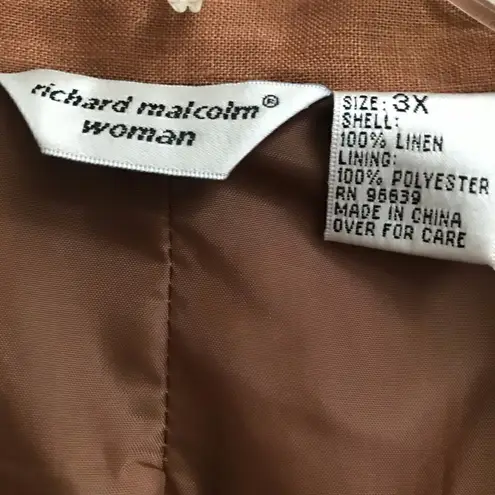 richard malcolm®
woman
SIZE: 3X
SHELL:
100% LINEN
LINING:
100% POLYESTER
RN 96639
MADE IN CHINA
OVER FOR CARE